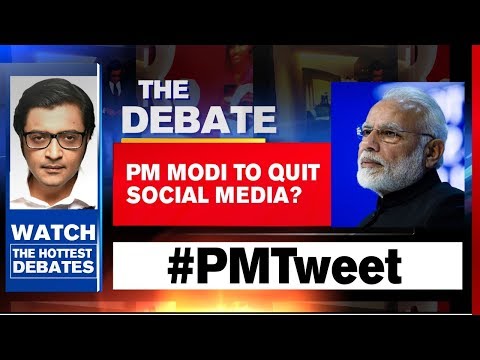 THE
DEBATE
PM MODI TO QUIT
SOCIAL MEDIA?
WATCH
THE HOTTEST
DEBATES
#PMTweet